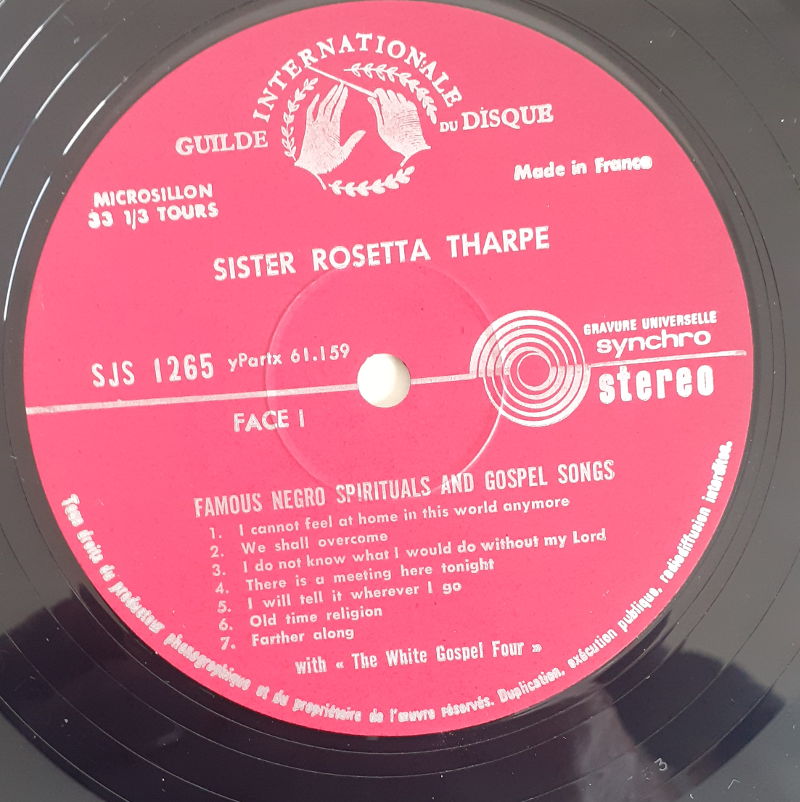 GUILDE INTERNATIONALE DU DISQUE
Made in France
MICROSILLON
33 1/3 TOURS
SISTER ROSETTA THARPE
GRAVURE UNIVERSELLE
synchro
stereo
SJS 1265 yPartx 61.159
FACE I
FAMOUS NEGRO SPIRITUALS AND GOSPEL SONGS
1. I cannot feel at home in this world anymore
2. We shall overcome
3. I do not know what I would do without my Lord
4. There is a meeting here tonight
5. I will tell it wherever I go
6. Old time religion
7. Farther along
with « The White Gospel Four »
Tous droits du producteur phonographique et du propriétaire de l'œuvre réservés. Duplication, exécution publique, radiodiffusion interdites.
3